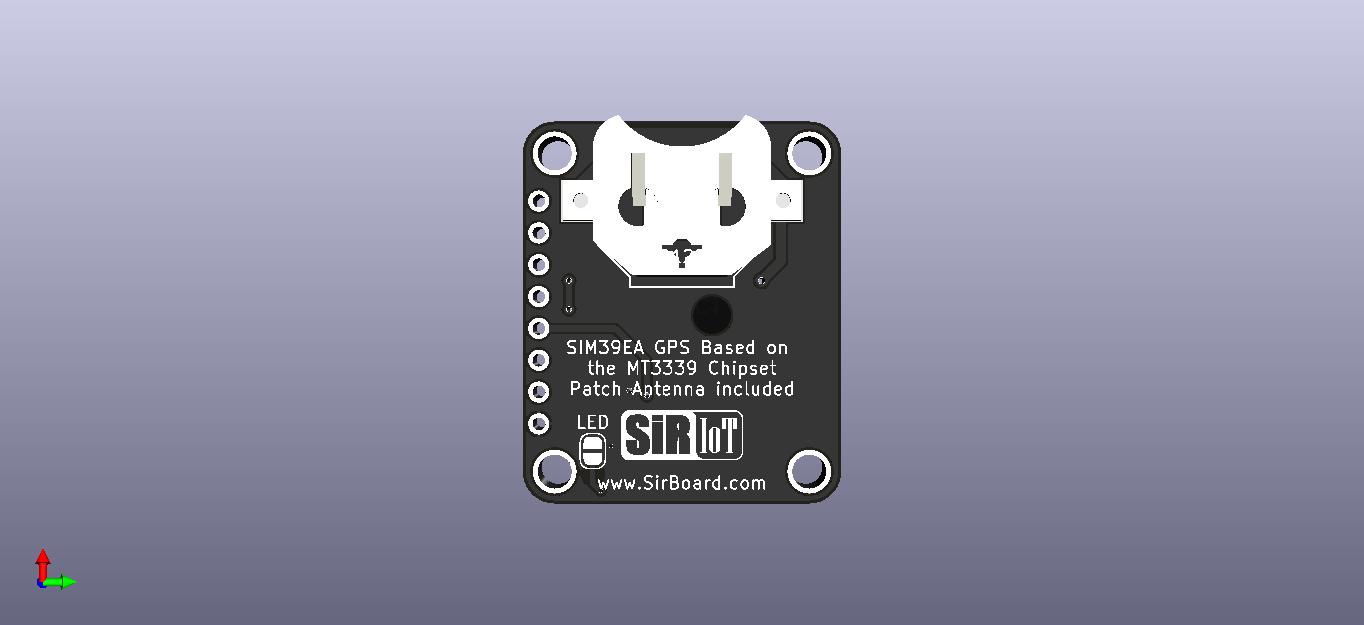 SIM39EA GPS Based on
the MT3339 Chipset
Patch Antenna included
LED
SiR IoT
www.SirBoard.com